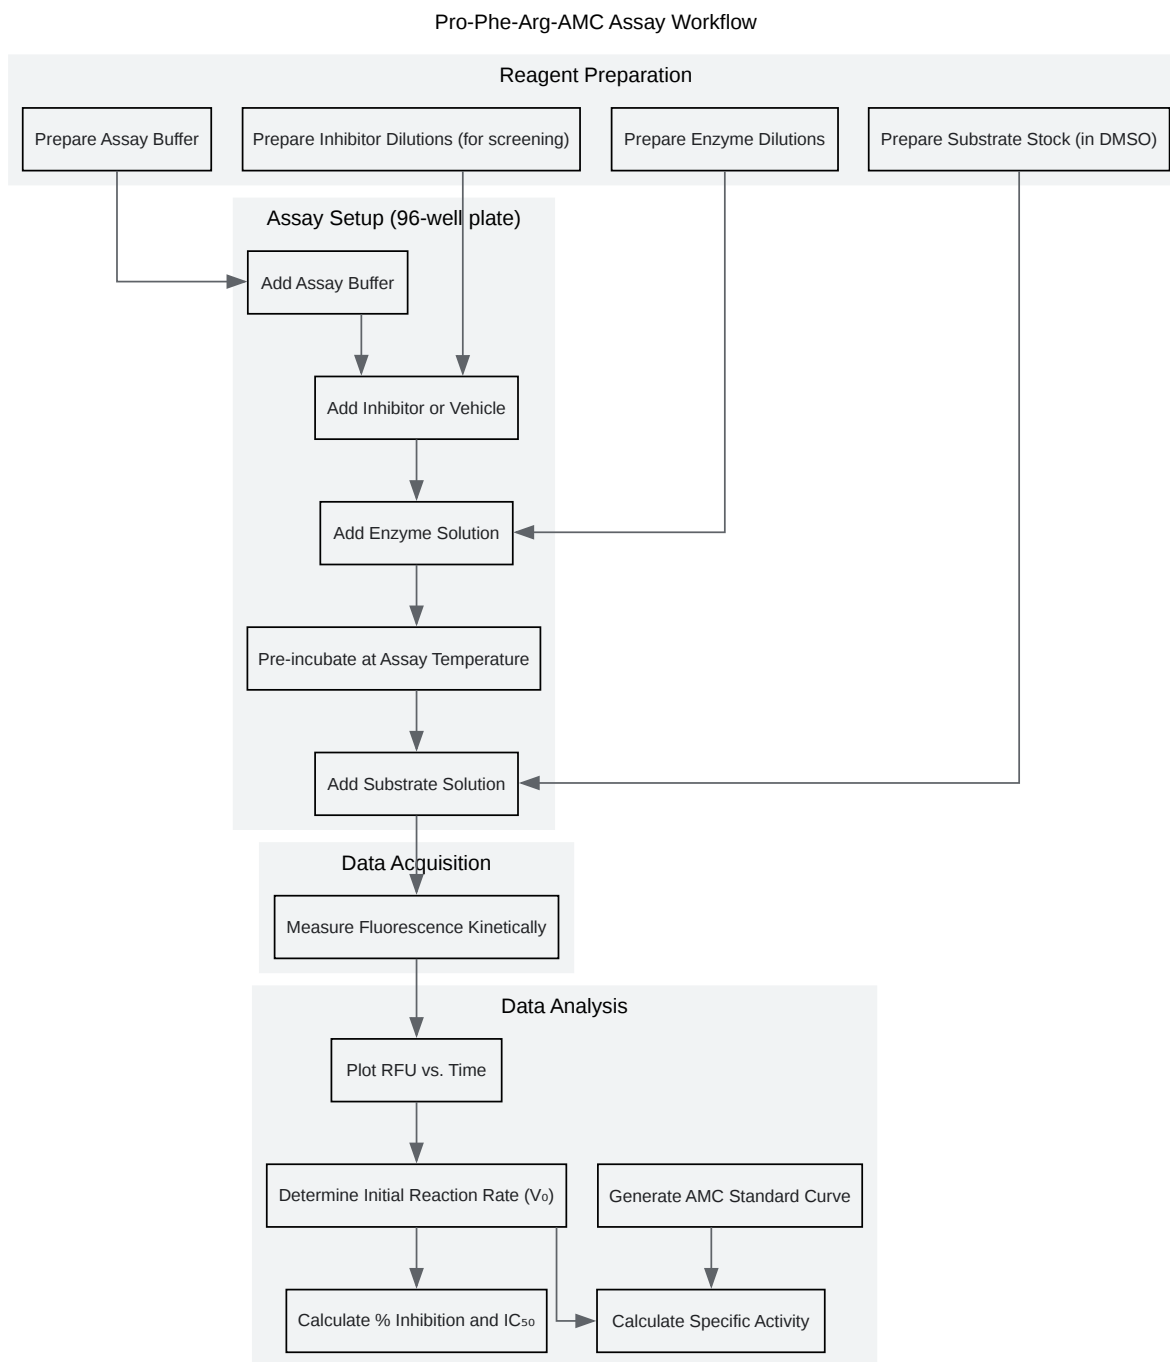 Pro-Phe-Arg-AMC Assay Workflow
Reagent Preparation
Prepare Assay Buffer
Prepare Inhibitor Dilutions (for screening)
Prepare Enzyme Dilutions
Prepare Substrate Stock (in DMSO)
Assay Setup (96-well plate)
Add Assay Buffer
Add Inhibitor or Vehicle
Add Enzyme Solution
Pre-incubate at Assay Temperature
Add Substrate Solution
Data Acquisition
Measure Fluorescence Kinetically
Data Analysis
Plot RFU vs. Time
Determine Initial Reaction Rate (V₀)
Generate AMC Standard Curve
Calculate % Inhibition and IC₅₀
Calculate Specific Activity